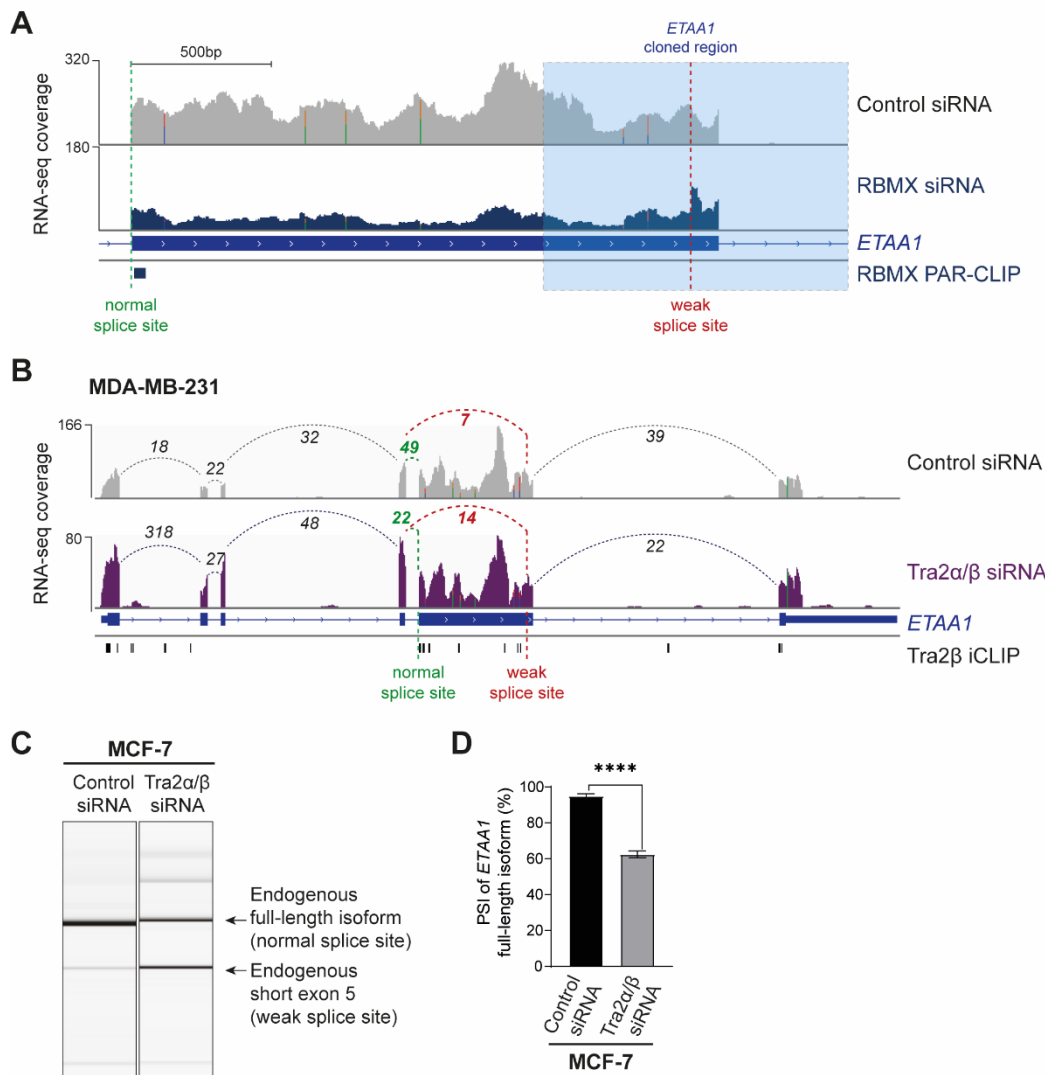 A
ETAA1
cloned region
500bp
320
Control siRNA
180
RNA-seq coverage
RBMX siRNA
ETAA1
RBMX PAR-CLIP
normal
splice site
weak
splice site
B
MDA-MB-231
166
7
49
18
22
32
39
Control siRNA
RNA-seq coverage
80
22
14
318
27
48
22
Tra2α/β siRNA
ETAA1
Tra2β iCLIP
normal
splice site
weak
splice site
C
MCF-7
Control
siRNA
Tra2α/β
siRNA
Endogenous
full-length isoform
(normal splice site)
Endogenous
short exon 5
(weak splice site)
D
****
PSI of ETAA1
full-length isoform (%)
100
80
60
40
20
0
Control
siRNA
Tra2α/β
siRNA
MCF-7